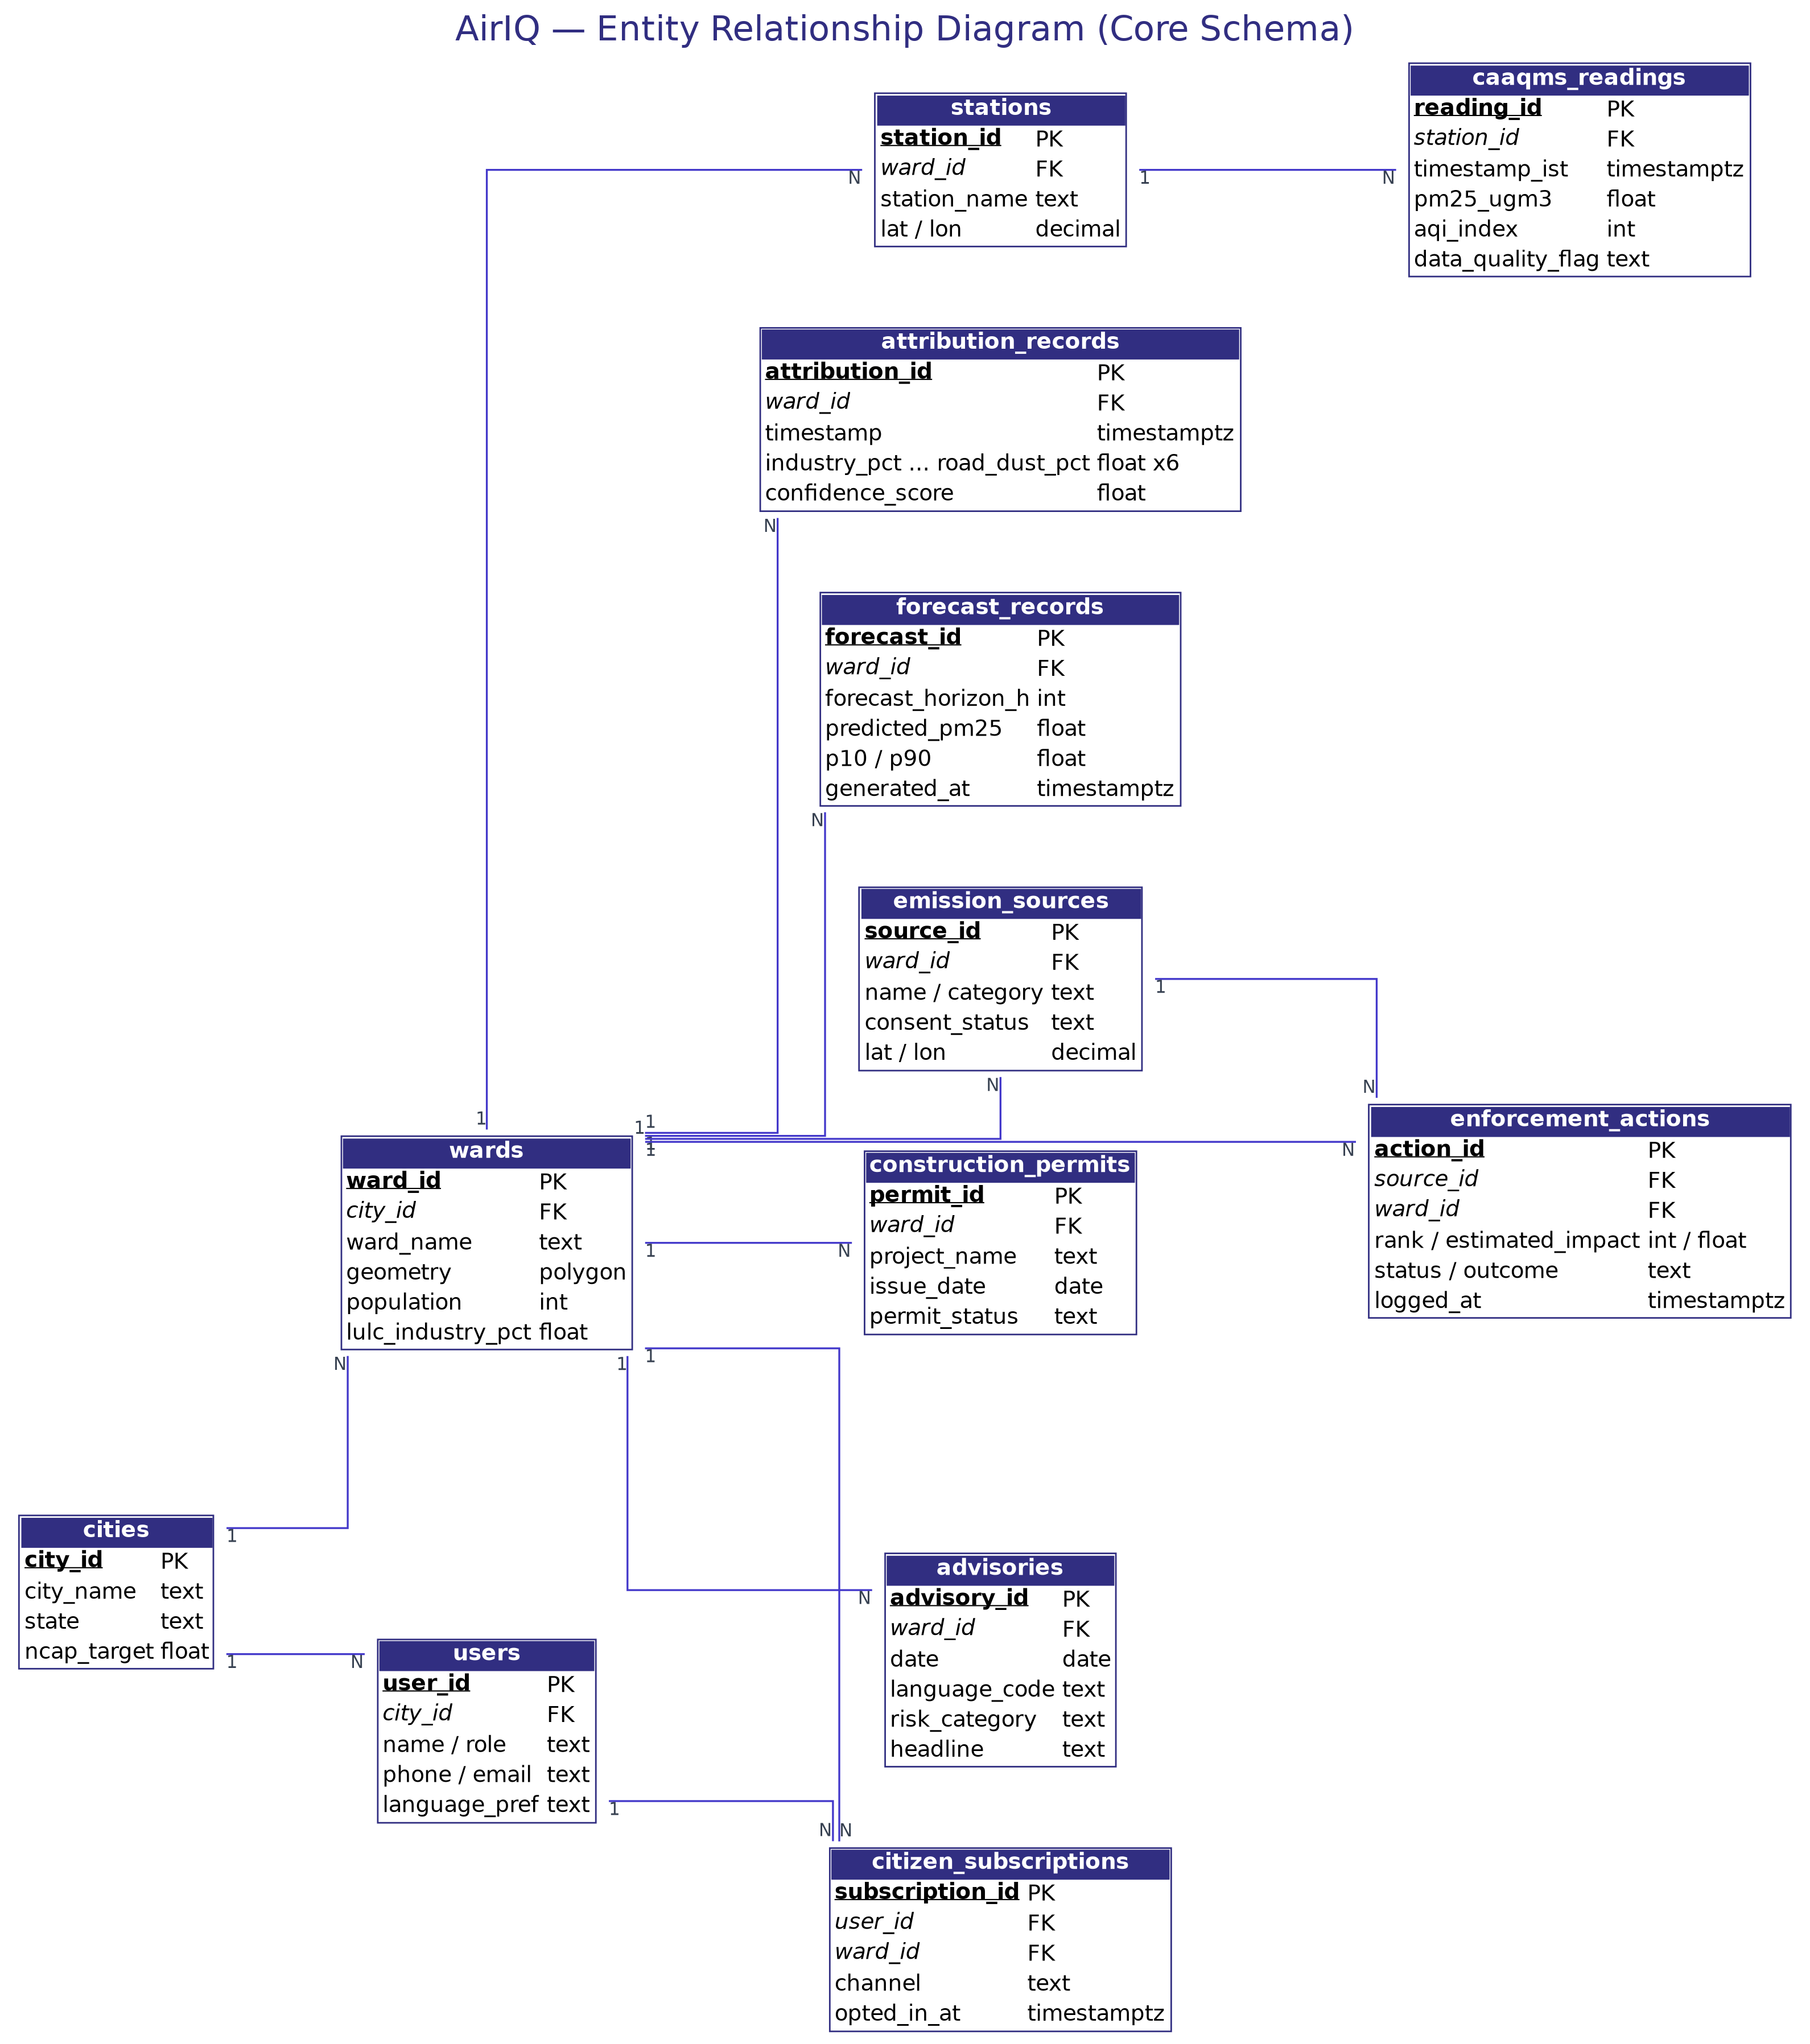 AirIQ — Entity Relationship Diagram (Core Schema)
stations
station_id PK
ward_id FK
station_name text
lat / lon decimal
caaqms_readings
reading_id PK
station_id FK
timestamp_ist timestamptz
pm25_ugm3 float
aqi_index int
data_quality_flag text
N
1
N
attribution_records
attribution_id PK
ward_id FK
timestamp timestamptz
industry_pct ... road_dust_pct float x6
confidence_score float
N
forecast_records
forecast_id PK
ward_id FK
forecast_horizon_h int
predicted_pm25 float
p10 / p90 float
generated_at timestamptz
N
emission_sources
source_id PK
ward_id FK
name / category text
consent_status text
lat / lon decimal
1
N
N
1
1
1
1
1
N
wards
ward_id PK
city_id FK
ward_name text
geometry polygon
population int
lulc_industry_pct float
enforcement_actions
action_id PK
source_id FK
ward_id FK
rank / estimated_impact int / float
status / outcome text
logged_at timestamptz
construction_permits
permit_id PK
ward_id FK
project_name text
issue_date date
permit_status text
1
N
N
1
1
cities
city_id PK
city_name text
state text
ncap_target float
1
1
N
users
user_id PK
city_id FK
name / role text
phone / email text
language_pref text
N
advisories
advisory_id PK
ward_id FK
date date
language_code text
risk_category text
headline text
1
N
N
citizen_subscriptions
subscription_id PK
user_id FK
ward_id FK
channel text
opted_in_at timestamptz